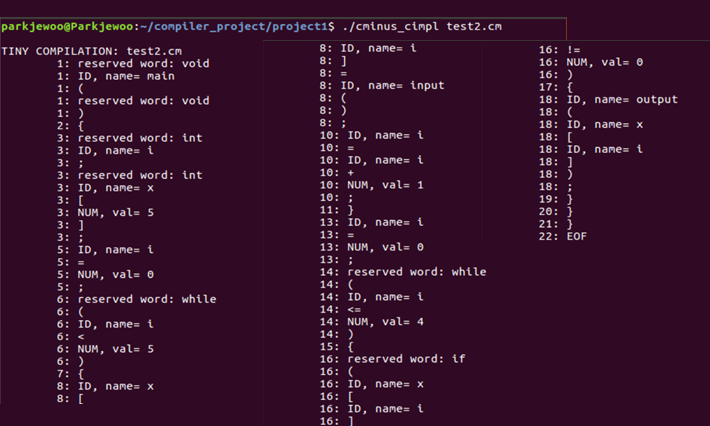 parkjewoo@Parkjewoo:~/compiler_project/project1$ ./cminus_cimpl test2.cm
TINY COMPILATION: test2.cm
1: reserved word: void
1: ID, name= main
1: (
1: reserved word: void
1: )
2: {
3: reserved word: int
3: ID, name= i
3: ;
3: reserved word: int
3: ID, name= x
3: [
3: NUM, val= 5
3: ]
3: ;
5: ID, name= i
5: =
5: NUM, val= 0
5: ;
6: reserved word: while
6: (
6: ID, name= i
6: <
6: NUM, val= 5
6: )
7: {
8: ID, name= x
8: [
8: ID, name= i
8: ]
8: =
8: ID, name= input
8: (
8: )
8: ;
10: ID, name= i
10: =
10: ID, name= i
10: +
10: NUM, val= 1
10: ;
11: }
13: ID, name= i
13: =
13: NUM, val= 0
13: ;
14: reserved word: while
14: (
14: ID, name= i
14: <=
14: NUM, val= 4
14: )
15: {
16: reserved word: if
16: (
16: ID, name= x
16: [
16: ID, name= i
16: ]
16: !=
16: NUM, val= 0
16: )
17: {
18: ID, name= output
18: (
18: ID, name= x
18: [
18: ID, name= i
18: ]
18: )
18: ;
19: }
20: }
21: }
22: EOF